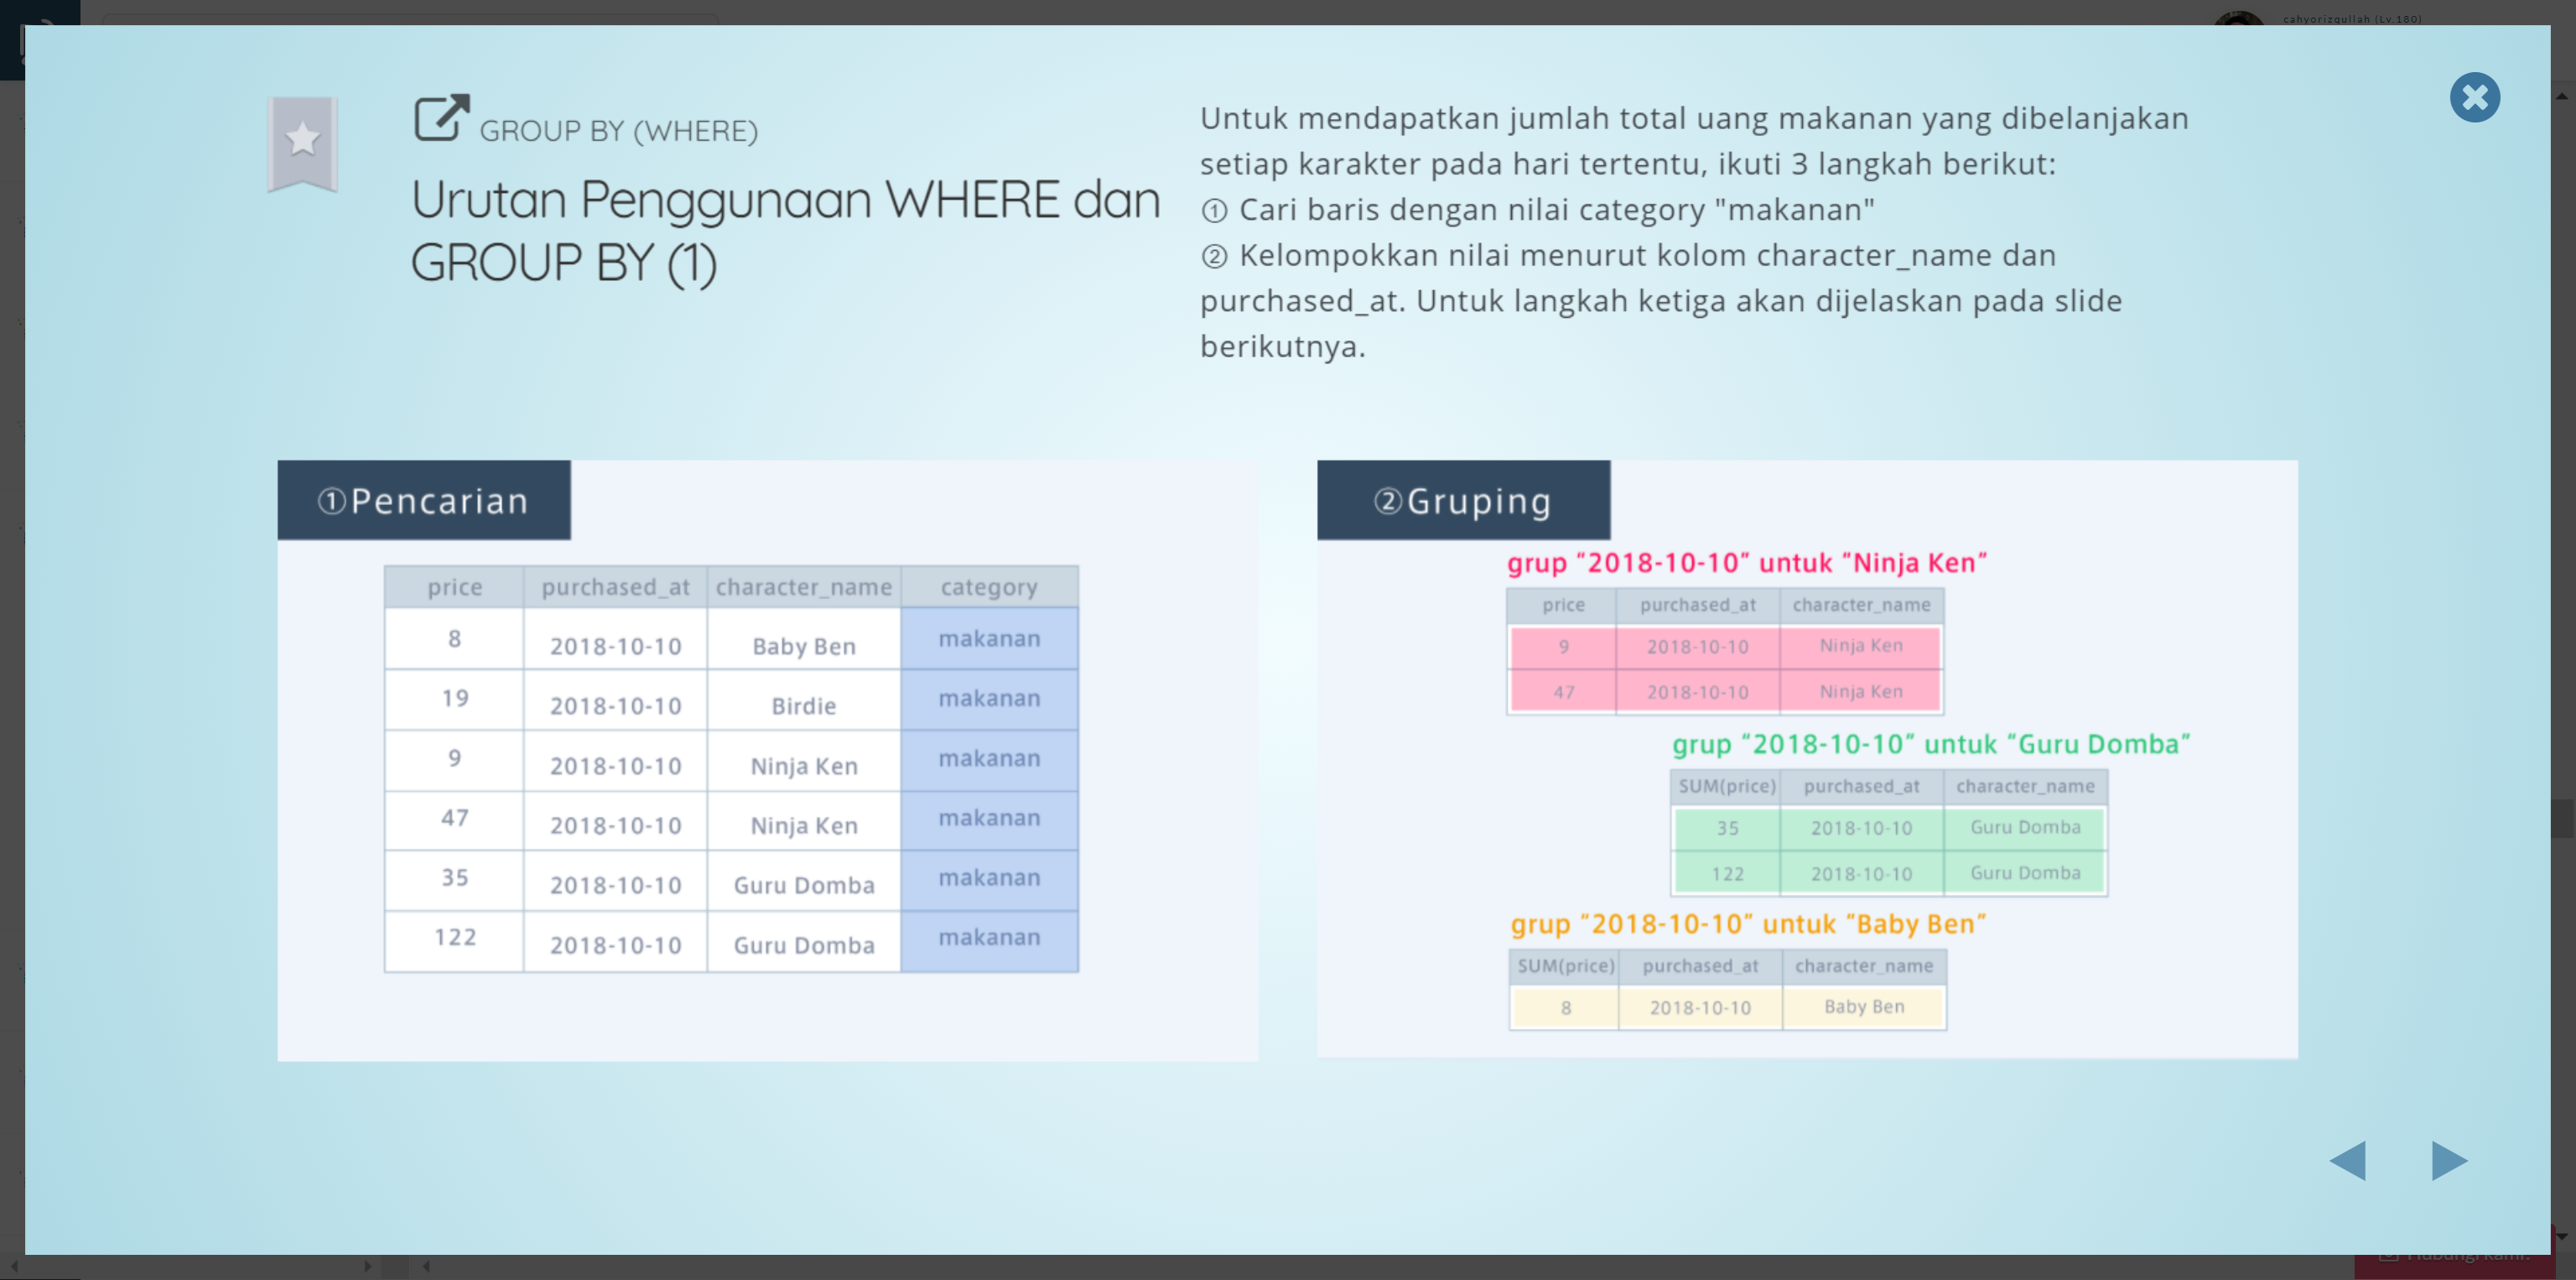 cahyorizqullah (Lv.180)
GROUP BY (WHERE)
Urutan Penggunaan WHERE dan
GROUP BY (1)
Untuk mendapatkan jumlah total uang makanan yang dibelanjakan
setiap karakter pada hari tertentu, ikuti 3 langkah berikut:
① Cari baris dengan nilai category "makanan"
② Kelompokkan nilai menurut kolom character_name dan
purchased_at. Untuk langkah ketiga akan dijelaskan pada slide
berikutnya.
①Pencarian
price purchased_at character_name category
8 2018-10-10 Baby Ben makanan
19 2018-10-10 Birdie makanan
9 2018-10-10 Ninja Ken makanan
47 2018-10-10 Ninja Ken makanan
35 2018-10-10 Guru Domba makanan
122 2018-10-10 Guru Domba makanan
②Gruping
grup “2018-10-10” untuk “Ninja Ken”
price purchased_at character_name
9 2018-10-10 Ninja Ken
47 2018-10-10 Ninja Ken
grup “2018-10-10” untuk “Guru Domba”
SUM(price) purchased_at character_name
35 2018-10-10 Guru Domba
122 2018-10-10 Guru Domba
grup “2018-10-10” untuk “Baby Ben”
SUM(price) purchased_at character_name
8 2018-10-10 Baby Ben